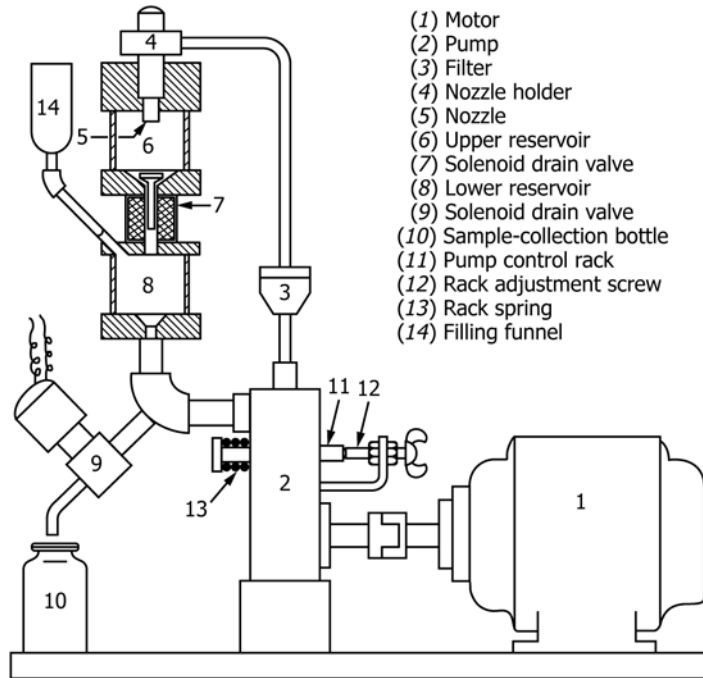 (1) Motor
(2) Pump
(3) Filter
(4) Nozzle holder
(5) Nozzle
(6) Upper reservoir
(7) Solenoid drain valve
(8) Lower reservoir
(9) Solenoid drain valve
(10) Sample-collection bottle
(11) Pump control rack
(12) Rack adjustment screw
(13) Rack spring
(14) Filling funnel
4
14
5
6
7
8
3
11
12
9
2
13
1
10